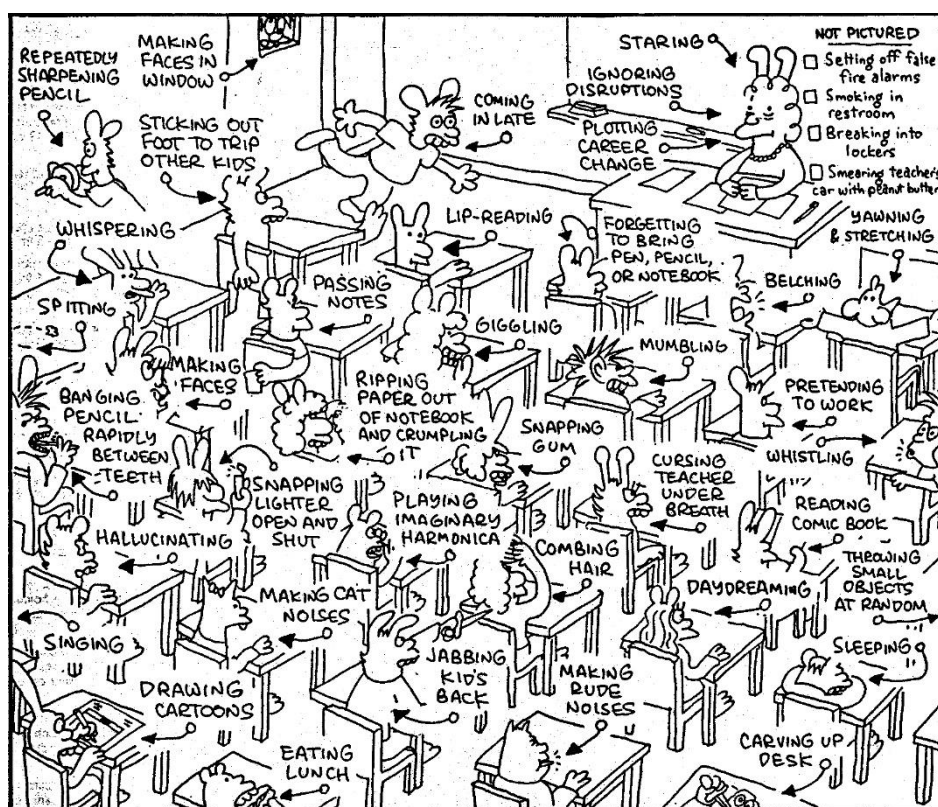 REPEATEDLY
SHARPENING
PENCIL
MAKING
FACES IN
WINDOW
STICKING OUT
FOOT TO TRIP
OTHER KIDS
COMING
IN LATE
STARING
IGNORING
DISRUPTIONS
PLOTTING
CAREER
CHANGE
NOT PICTURED
Setting off false
fire alarms
Smoking in
restroom
Breaking into
lockers
Smearing teacher's
car with peanut butter
WHISPERING
LIP-READING
FORGETTING
TO BRING
PEN, PENCIL,
OR NOTEBOOK
YAWNING
& STRETCHING
SPITTING
PASSING
NOTES
GIGGLING
BELCHING
MUMBLING
MAKING
FACES
BANGING
PENCIL
RAPIDLY
BETWEEN
TEETH
RIPPING
PAPER OUT
OF NOTEBOOK
AND CRUMPLING
IT
SNAPPING
GUM
PRETENDING
TO WORK
WHISTLING
SNAPPING
LIGHTER
OPEN AND
SHUT
CURSING
TEACHER
UNDER
BREATH
HALLUCINATING
PLAYING
IMAGINARY
HARMONICA
COMBING
HAIR
READING
COMIC BOOK
THROWING
SMALL
OBJECTS
AT RANDOM
SINGING
MAKING CAT
NOISES
DAYDREAMING
SLEEPING
DRAWING
CARTOONS
JABBING
KID'S
BACK
MAKING
RUDE
NOISES
EATING
LUNCH
CARVING UP
DESK